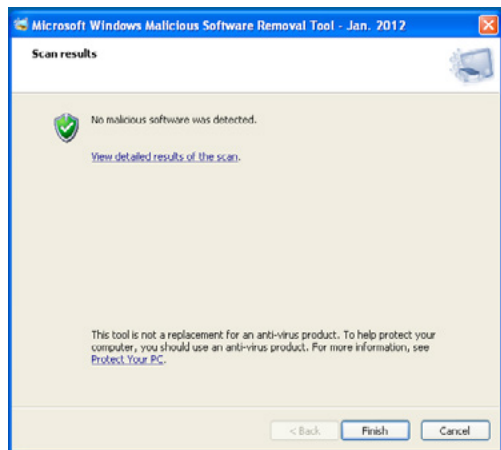 Microsoft Windows Malicious Software Removal Tool - Jan. 2012
Scan results
No malicious software was detected.
View detailed results of the scan.
This tool is not a replacement for an anti-virus product. To help protect your
computer, you should use an anti-virus product. For more information, see
Protect Your PC.
< Back Finish Cancel